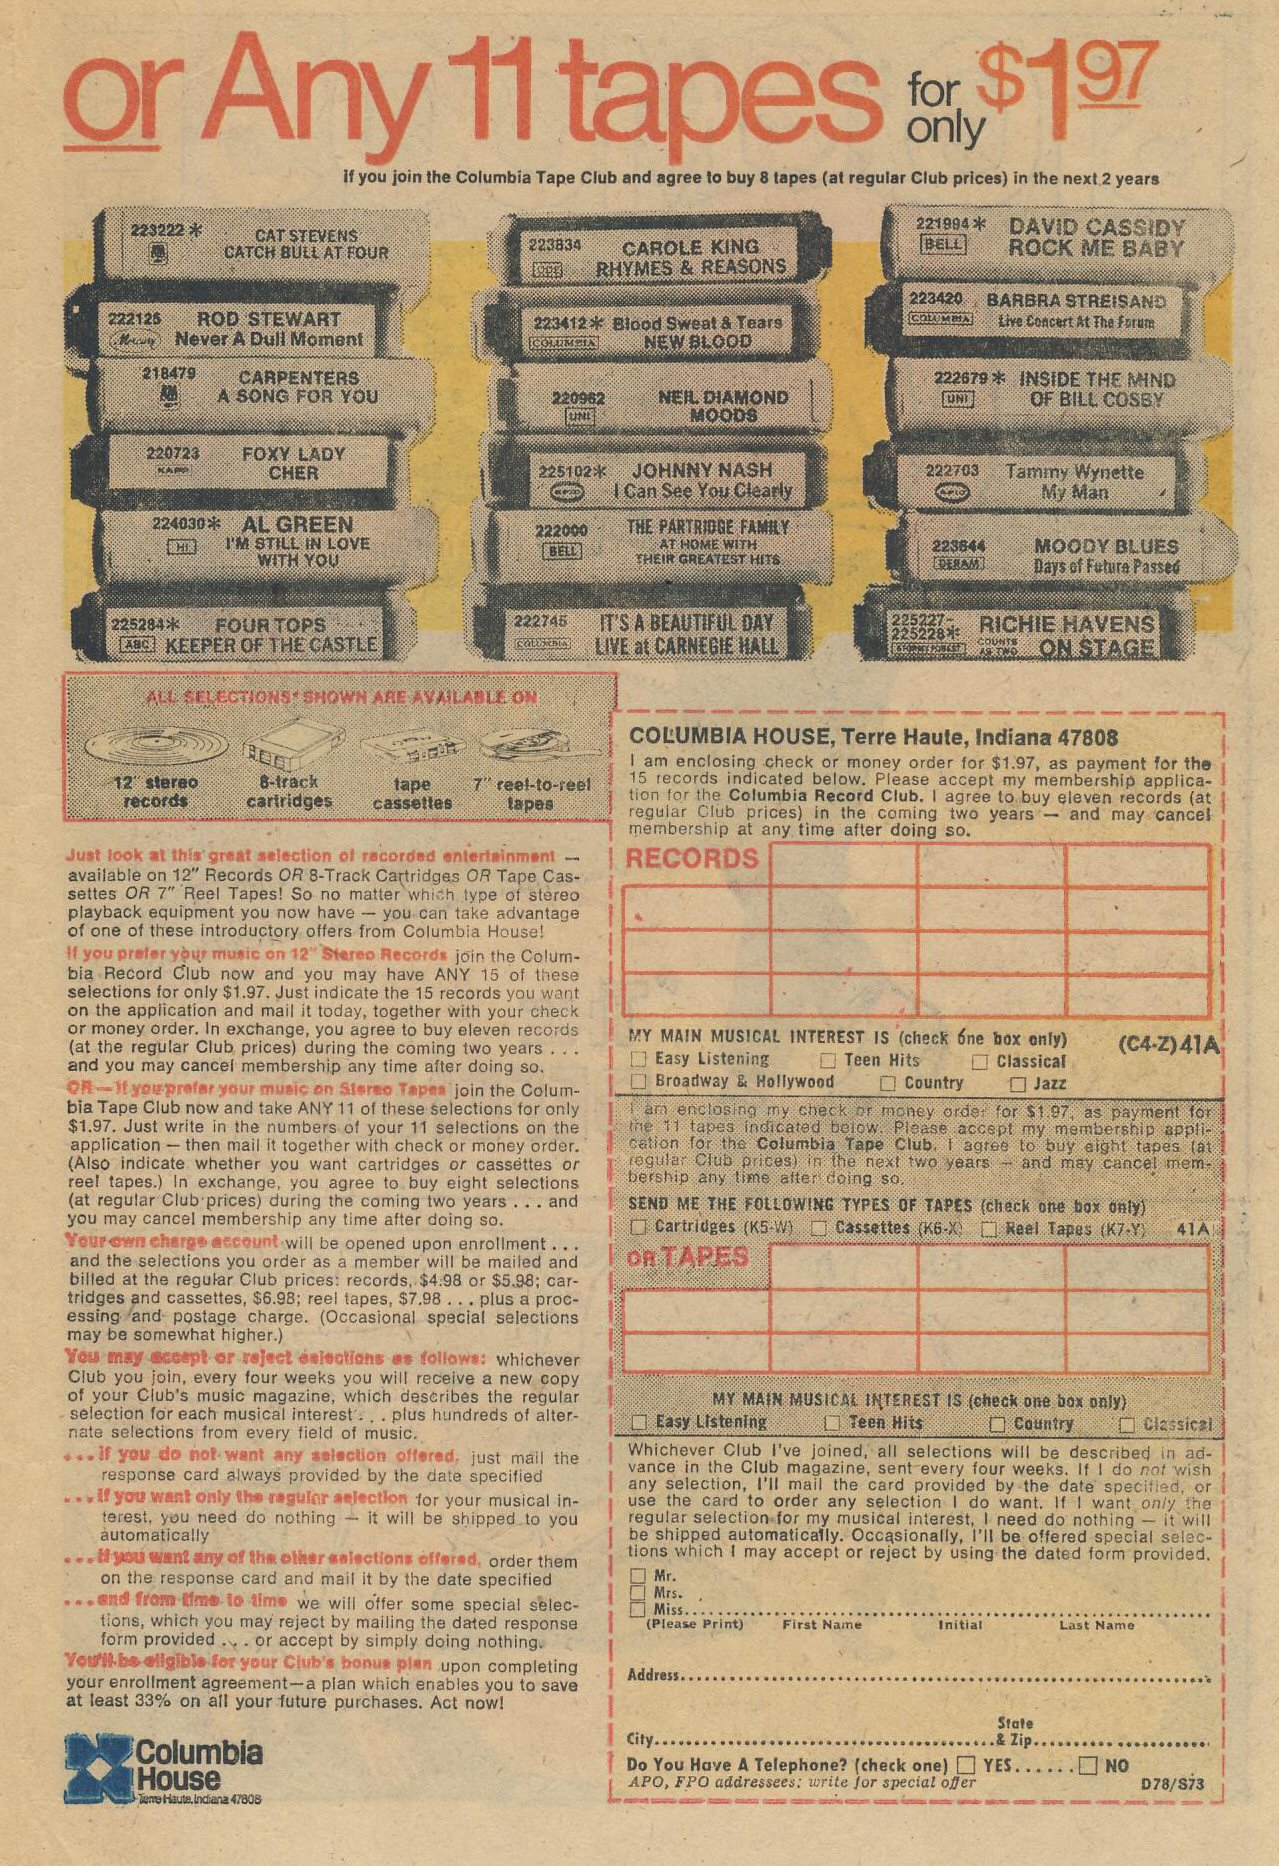 or Any 11 tapes for only $1.97
if you join the Columbia Tape Club and agree to buy 8 tapes (at regular Club prices) in the next 2 years
223222* CAT STEVENS
CATCH BULL AT FOUR
222125 ROD STEWART
Never A Dull Moment
218479 CARPENTERS
A SONG FOR YOU
220723 FOXY LADY
KAPP CHER
224030* AL GREEN
HI I'M STILL IN LOVE
WITH YOU
225284* FOUR TOPS
ABC KEEPER OF THE CASTLE
223834 CAROLE KING
ODE RHYMES & REASONS
223412* Blood Sweat & Tears
COLUMBIA NEW BLOOD
220962 NEIL DIAMOND
UNI MOODS
225102* JOHNNY NASH
EPIC I Can See You Clearly
222000 THE PARTRIDGE FAMILY
BELL AT HOME WITH
THEIR GREATEST HITS
222745 IT'S A BEAUTIFUL DAY
COLUMBIA LIVE at CARNEGIE HALL
221994* DAVID CASSIDY
BELL ROCK ME BABY
223420 BARBRA STREISAND
COLUMBIA Live Concert At The Forum
222679* INSIDE THE MIND
UNI OF BILL COSBY
222703 Tammy Wynette
EPIC My Man
223644 MOODY BLUES
DERAM Days of Future Passed
225227- RICHIE HAVENS
225228*
COUNTS AS TWO ON STAGE
ALL SELECTIONS* SHOWN ARE AVAILABLE ON
12" stereo records
8-track cartridges
tape cassettes
7" reel-to-reel tapes
Just look at this great selection of recorded entertainment —
available on 12" Records OR 8-Track Cartridges OR Tape Cas-
settes OR 7" Reel Tapes! So no matter which type of stereo
playback equipment you now have — you can take advantage
of one of these introductory offers from Columbia House!
If you prefer your music on 12" Stereo Records join the Colum-
bia Record Club now and you may have ANY 15 of these
selections for only $1.97. Just indicate the 15 records you want
on the application and mail it today, together with your check
or money order. In exchange, you agree to buy eleven records
(at the regular Club prices) during the coming two years . . .
and you may cancel membership any time after doing so.
OR — if you prefer your music on Stereo Tapes join the Colum-
bia Tape Club now and take ANY 11 of these selections for only
$1.97. Just write in the numbers of your 11 selections on the
application — then mail it together with check or money order.
(Also indicate whether you want cartridges or cassettes or
reel tapes.) In exchange, you agree to buy eight selections
(at regular Club prices) during the coming two years . . . and
you may cancel membership any time after doing so.
Your own charge account will be opened upon enrollment . . .
and the selections you order as a member will be mailed and
billed at the regular Club prices: records, $4.98 or $5.98; car-
tridges and cassettes, $6.98; reel tapes, $7.98 . . . plus a proc-
essing and postage charge. (Occasional special selections
may be somewhat higher.)
You may accept or reject selections as follows: whichever
Club you join, every four weeks you will receive a new copy
of your Club's music magazine, which describes the regular
selection for each musical interest . . . plus hundreds of alter-
nate selections from every field of music.
...if you do not want any selection offered, just mail the
response card always provided by the date specified
...if you want only the regular selection for your musical in-
terest, you need do nothing — it will be shipped to you
automatically
...if you want any of the other selections offered, order them
on the response card and mail it by the date specified
...and from time to time we will offer some special selec-
tions, which you may reject by mailing the dated response
form provided . . . or accept by simply doing nothing.
You'll be eligible for your Club's bonus plan upon completing
your enrollment agreement—a plan which enables you to save
at least 33% on all your future purchases. Act now!
Columbia
House
Terre Haute, Indiana 47808
COLUMBIA HOUSE, Terre Haute, Indiana 47808
I am enclosing check or money order for $1.97, as payment for the
15 records indicated below. Please accept my membership applica-
tion for the Columbia Record Club. I agree to buy eleven records (at
regular Club prices) in the coming two years — and may cancel
membership at any time after doing so.
RECORDS
MY MAIN MUSICAL INTEREST IS (check one box only) (C4-Z) 41A
Easy Listening Teen Hits Classical
Broadway & Hollywood Country Jazz
I am enclosing my check or money order for $1.97, as payment for
the 11 tapes indicated below. Please accept my membership appli-
cation for the Columbia Tape Club. I agree to buy eight tapes (at
regular Club prices) in the next two years — and may cancel mem-
bership any time after doing so.
SEND ME THE FOLLOWING TYPES OF TAPES (check one box only)
Cartridges (K5-W) Cassettes (K6-X) Reel Tapes (K7-Y) 41A
OR TAPES
MY MAIN MUSICAL INTEREST IS (check one box only)
Easy Listening Teen Hits Country Classical
Whichever Club I've joined, all selections will be described in ad-
vance in the Club magazine, sent every four weeks. If I do not wish
any selection, I'll mail the card provided by the date specified, or
use the card to order any selection I do want. If I want only the
regular selection for my musical interest, I need do nothing — it will
be shipped automatically. Occasionally, I'll be offered special selec-
tions which I may accept or reject by using the dated form provided.
Mr.
Mrs.
Miss
(Please Print) First Name Initial Last Name
Address
State
City & Zip
Do You Have A Telephone? (check one) YES...... NO
APO, FPO addressees: write for special offer D78/S73